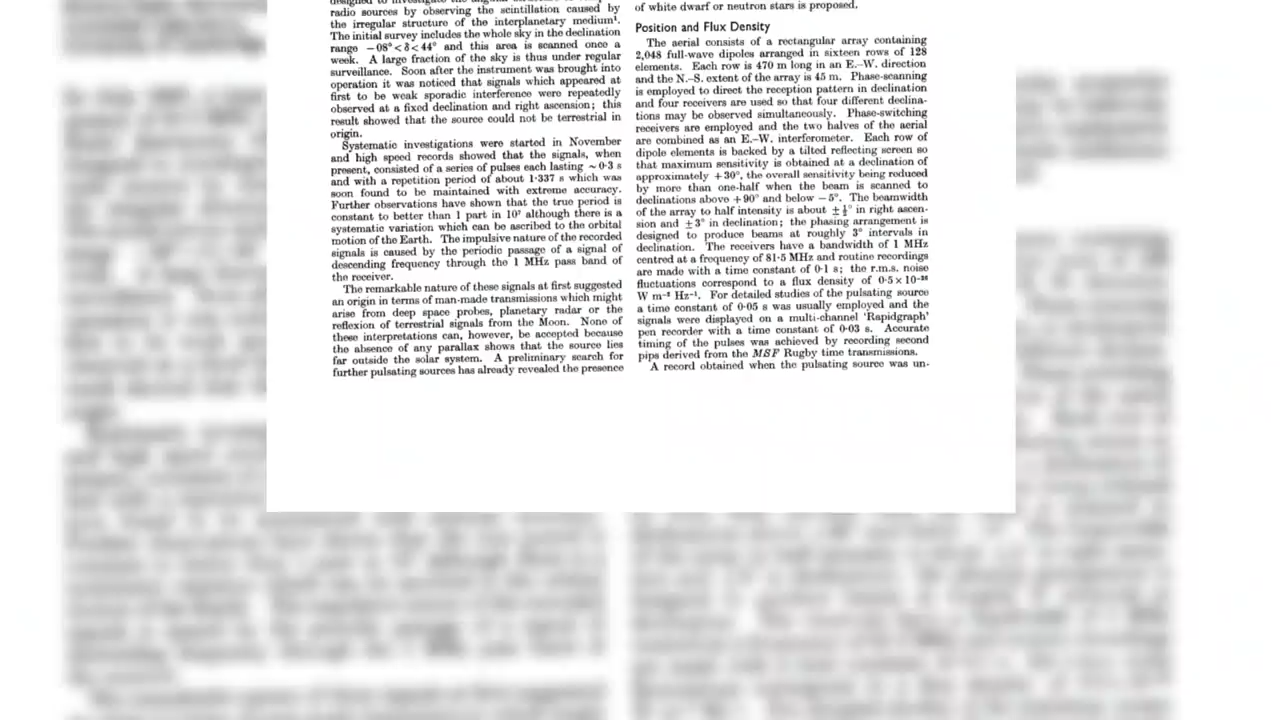 radio sources by observing the scintillation caused by
the irregular structure of the interplanetary medium¹.
The initial survey includes the whole sky in the declination
range −08° < δ < 44° and this area is scanned once a
week. A large fraction of the sky is thus under regular
surveillance. Soon after the instrument was brought into
operation it was noticed that signals which appeared at
first to be weak sporadic interference were repeatedly
observed at a fixed declination and right ascension; this
result showed that the source could not be terrestrial in
origin.
Systematic investigations were started in November
and high speed records showed that the signals, when
present, consisted of a series of pulses each lasting ~0·3 s
and with a repetition period of about 1·337 s which was
soon found to be maintained with extreme accuracy.
Further observations have shown that the true period is
constant to better than 1 part in 10⁷ although there is a
systematic variation which can be ascribed to the orbital
motion of the Earth. The impulsive nature of the recorded
signals is caused by the periodic passage of a signal of
descending frequency through the 1 MHz pass band of
the receiver.
The remarkable nature of these signals at first suggested
an origin in terms of man-made transmissions which might
arise from deep space probes, planetary radar or the
reflexion of terrestrial signals from the Moon. None of
these interpretations can, however, be accepted because
the absence of any parallax shows that the source lies
far outside the solar system. A preliminary search for
further pulsating sources has already revealed the presence
of white dwarf or neutron stars is proposed.
Position and Flux Density
The aerial consists of a rectangular array containing
2,048 full-wave dipoles arranged in sixteen rows of 128
elements. Each row is 470 m long in an E.–W. direction
and the N.–S. extent of the array is 45 m. Phase-scanning
is employed to direct the reception pattern in declination
and four receivers are used so that four different declina-
tions may be observed simultaneously. Phase-switching
receivers are employed and the two halves of the aerial
are combined as an E.–W. interferometer. Each row of
dipole elements is backed by a tilted reflecting screen so
that maximum sensitivity is obtained at a declination of
approximately +30°, the overall sensitivity being reduced
by more than one-half when the beam is scanned to
declinations above +90° and below −5°. The beamwidth
of the array to half intensity is about ±½° in right ascen-
sion and ±3° in declination; the phasing arrangement is
designed to produce beams at roughly 3° intervals in
declination. The receivers have a bandwidth of 1 MHz
centred at a frequency of 81·5 MHz and routine recordings
are made with a time constant of 0·1 s; the r.m.s. noise
fluctuations correspond to a flux density of 0·5 × 10⁻²⁶
W m⁻² Hz⁻¹. For detailed studies of the pulsating source
a time constant of 0·05 s was usually employed and the
signals were displayed on a multi-channel 'Rapidgraph'
pen recorder with a time constant of 0·03 s. Accurate
timing of the pulses was achieved by recording second
pips derived from the MSF Rugby time transmissions.
A record obtained when the pulsating source was un-